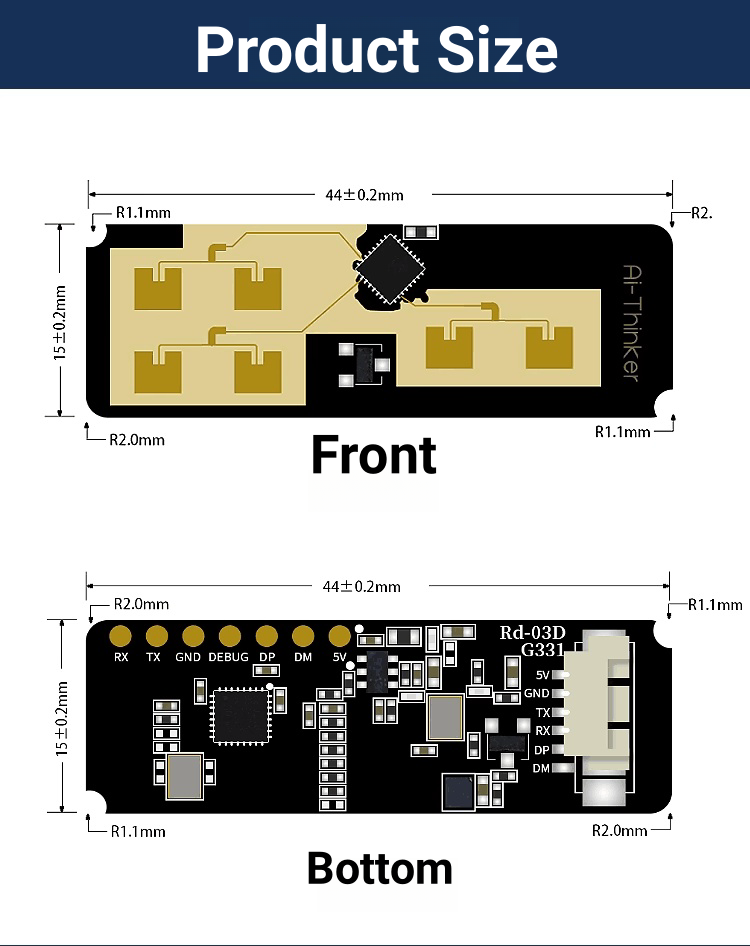 Product Size
44±0.2mm
R1.1mm
R2.
15±0.2mm
Ai-Thinker
R2.0mm
R1.1mm
Front
44±0.2mm
R2.0mm
R1.1mm
RX TX GND DEBUG DP DM 5V
Rd-03D
G331
5V
GND
TX
RX
DP
DM
15±0.2mm
R1.1mm
R2.0mm
Bottom